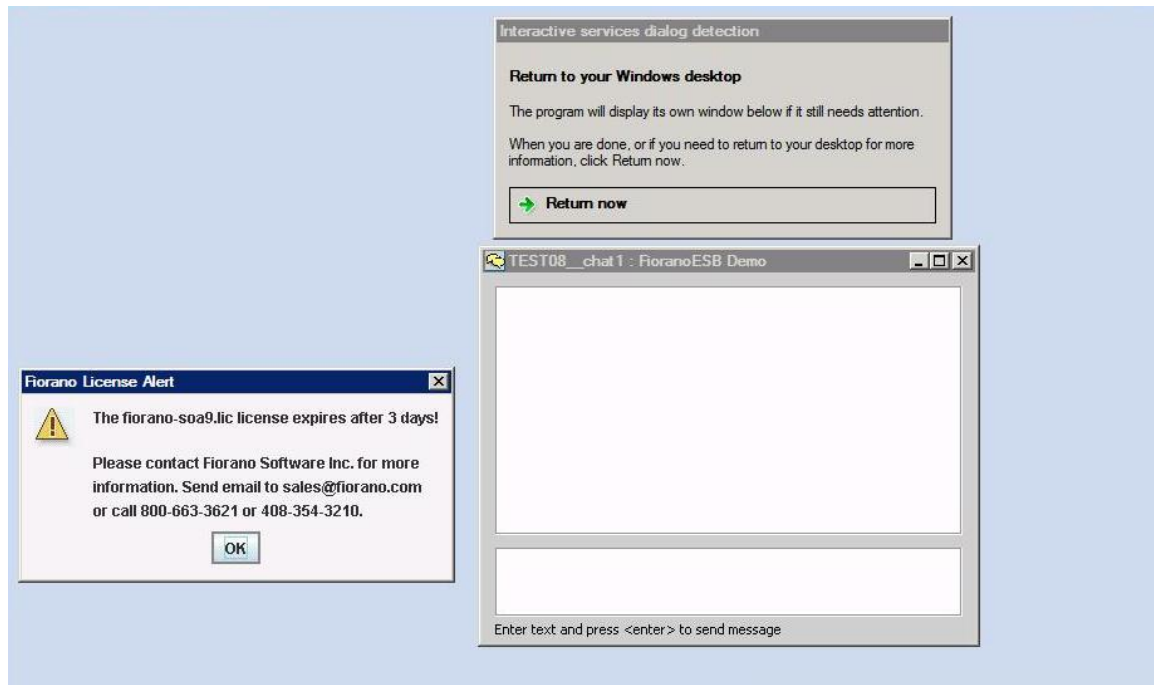 Interactive services dialog detection
Return to your Windows desktop
The program will display its own window below if it still needs attention.
When you are done, or if you need to return to your desktop for more
information, click Return now.
Return now
TEST08__chat1 : FioranoESB Demo
Enter text and press <enter> to send message
Fiorano License Alert
The fiorano-soa9.lic license expires after 3 days!
Please contact Fiorano Software Inc. for more
information. Send email to sales@fiorano.com
or call 800-663-3621 or 408-354-3210.
OK